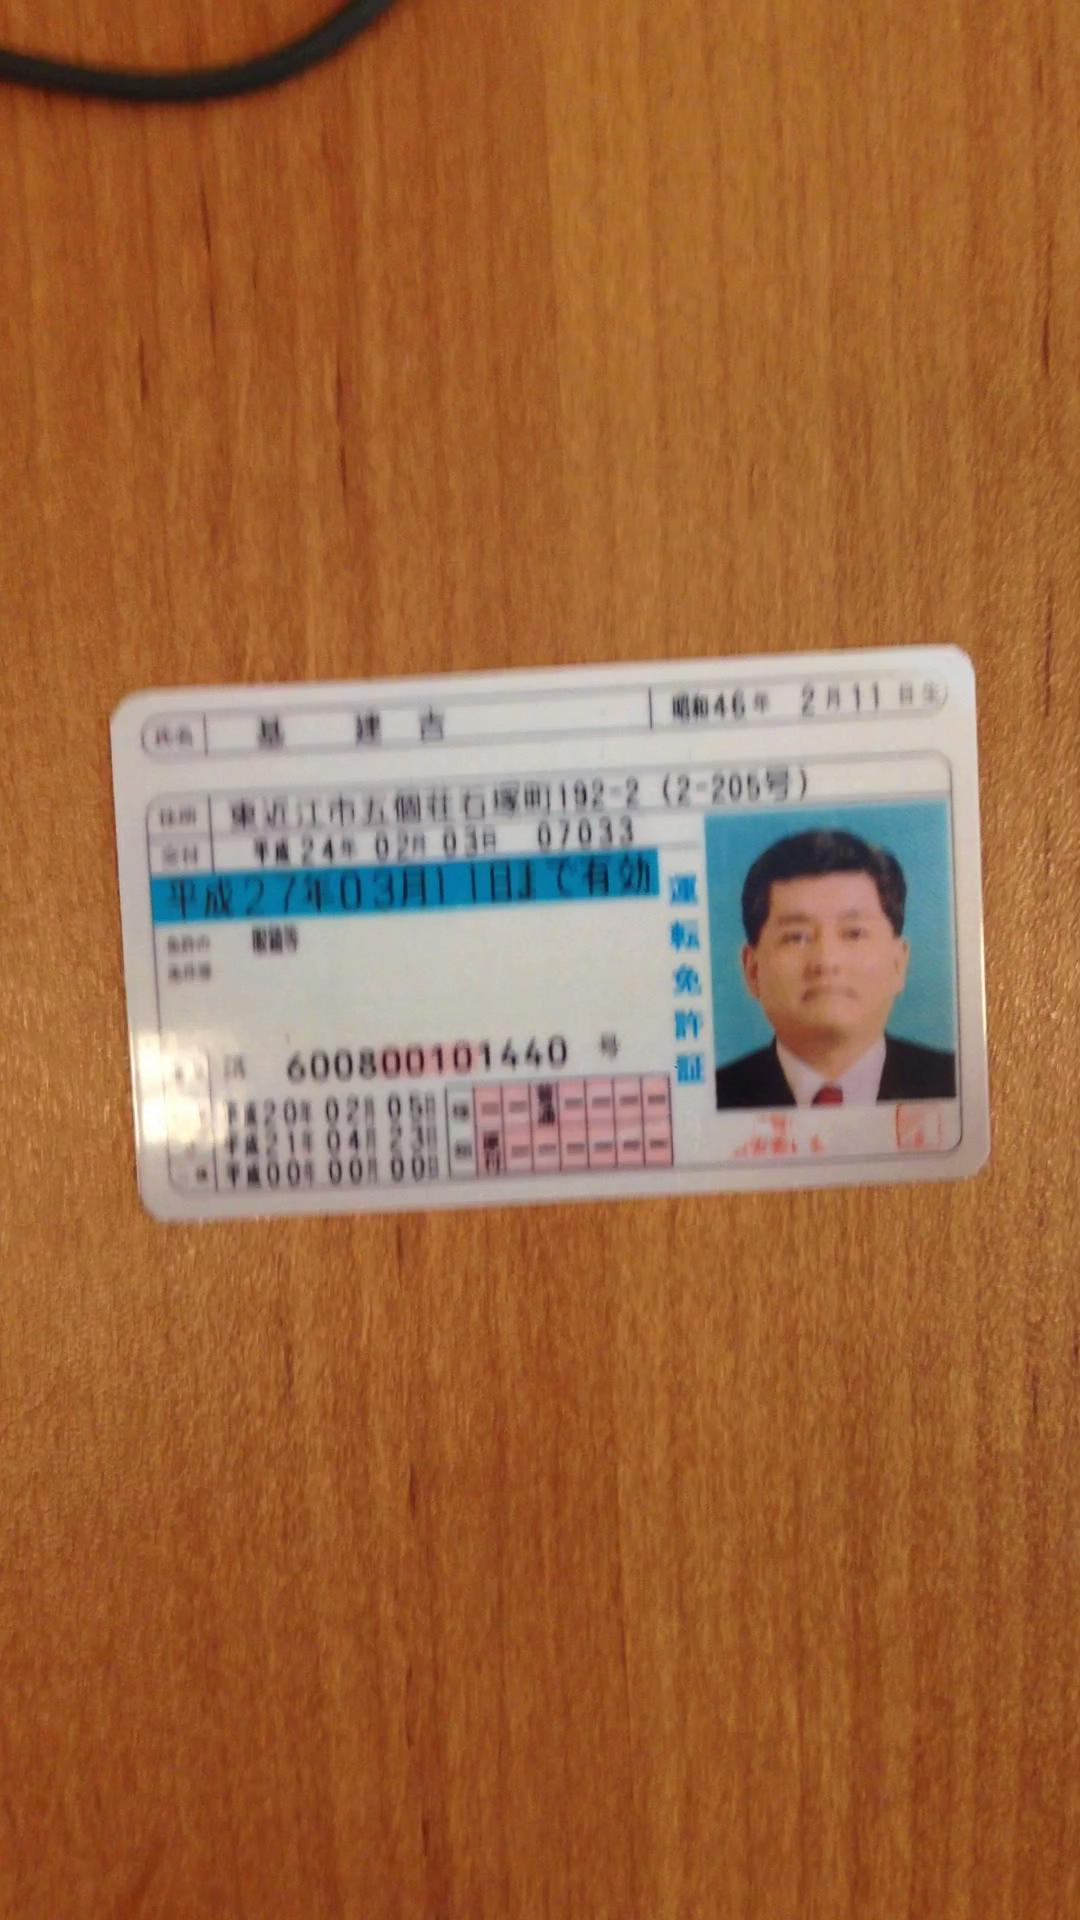 氏名 基 建吉 昭和46年 2月11日生
住所 東近江市五個荘石塚町192-2 (2-205号)
交付 平成24年 02月 03日 07033
平成27年03月11日まで有効
免許の 眼鏡等
条件等
運転免許証
第 600800101440 号
平成20年 02月 05日
平成21年 04月 23日
平成00年 00月 00日
種 普通
類 原付